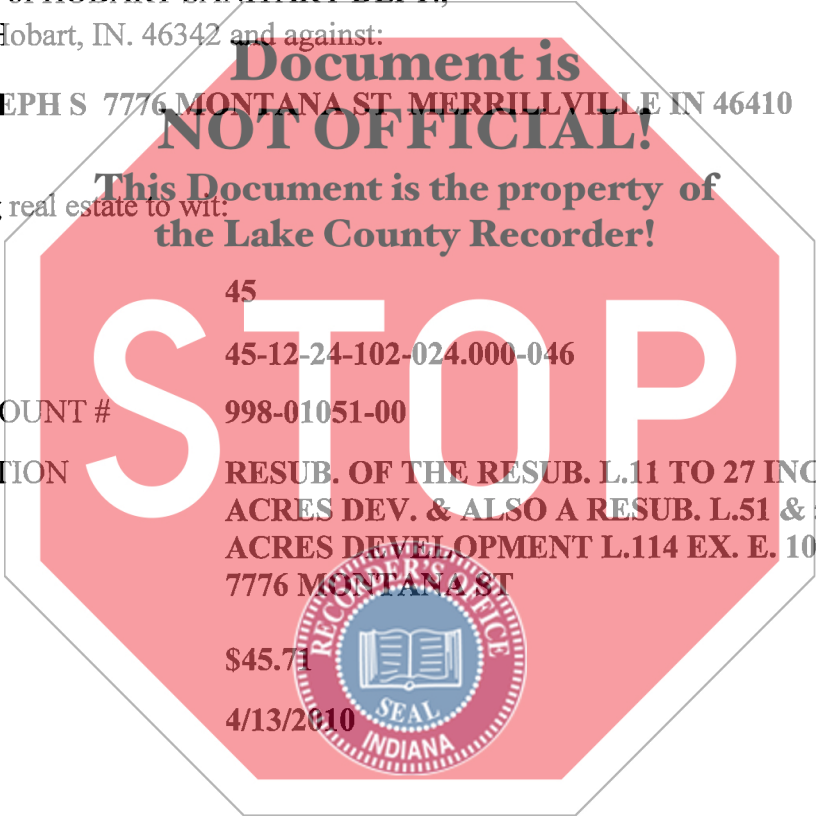 HOBART SANITARY DEPT.,
Hobart, IN. 46342 and against:
Document is
EPH S 7776 MONTANA ST MERRILLVILLE IN 46410
NOT OFFICIAL!
This Document is the property of
real estate to wit:
the Lake County Recorder!
45
STOP
45-12-24-102-024.000-046
OUNT # 998-01051-00
TION RESUB. OF THE RESUB. L.11 TO 27 INC
ACRES DEV. & ALSO A RESUB. L.51 &
ACRES DEVELOPMENT L.114 EX. E. 10
7776 MONTANA ST
RECORDER'S OFFICE
$45.71
SEAL
4/13/2010
INDIANA